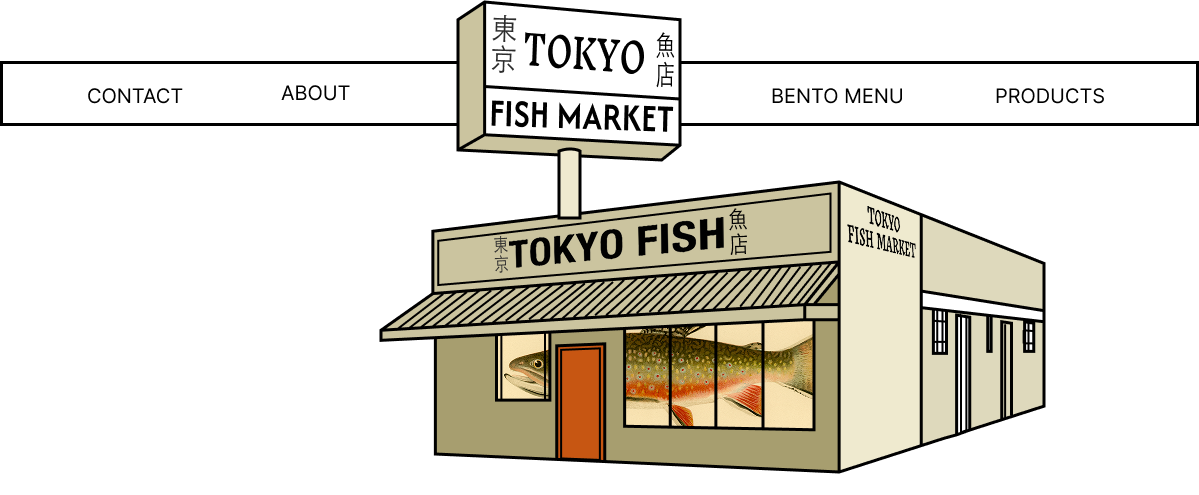 東京
TOKYO
魚店
FISH MARKET
CONTACT
ABOUT
BENTO MENU
PRODUCTS
東京
TOKYO FISH
魚店
TOKYO
FISH MARKET